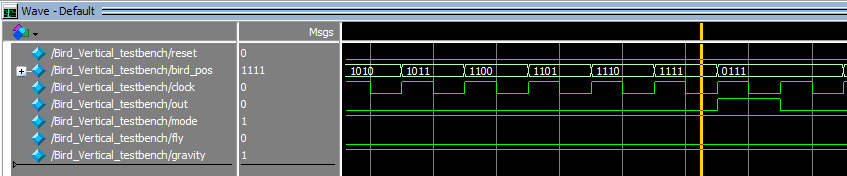 Wave - Default
Msgs
/Bird_Vertical_testbench/reset 0
/Bird_Vertical_testbench/bird_pos 1111 1010 1011 1100 1101 1110 1111 0111
/Bird_Vertical_testbench/clock 0
/Bird_Vertical_testbench/out 0
/Bird_Vertical_testbench/mode 1
/Bird_Vertical_testbench/fly 0
/Bird_Vertical_testbench/gravity 1